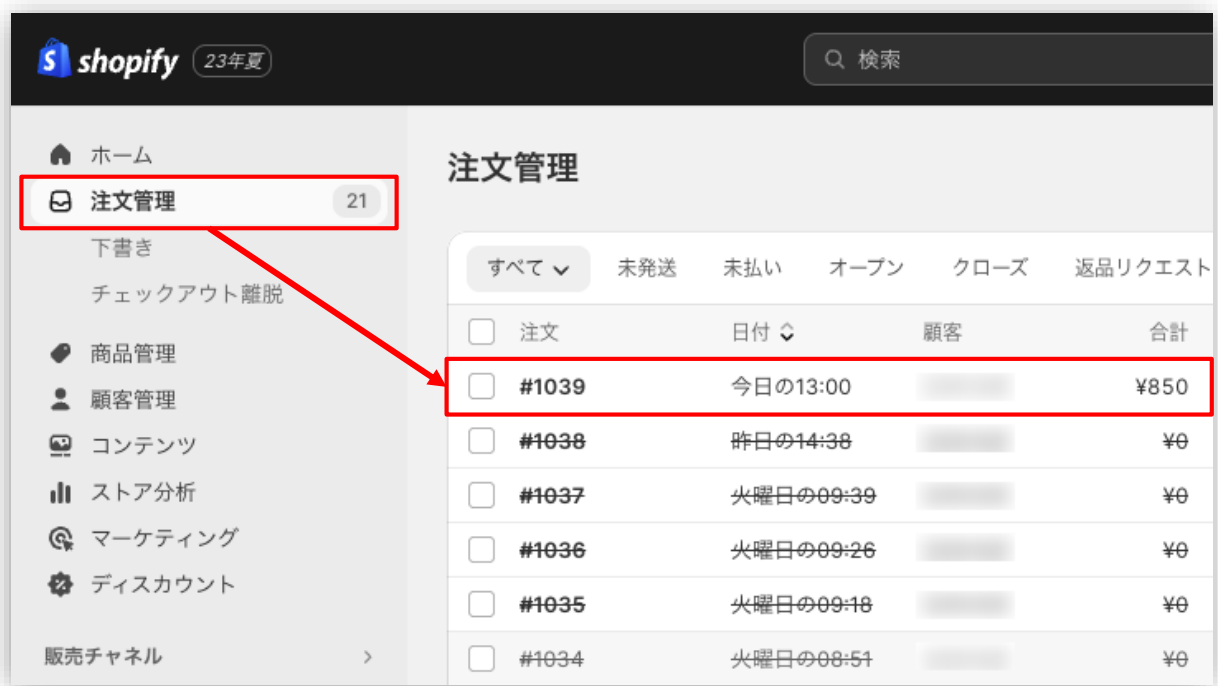 shopify 23年夏 検索
ホーム
注文管理 21
下書き
チェックアウト離脱
商品管理
顧客管理
コンテンツ
ストア分析
マーケティング
ディスカウント
販売チャネル
注文管理
すべて 未発送 未払い オープン クローズ 返品リクエスト
注文 日付 顧客 合計
#1039 今日の13:00 ¥850
#1038 昨日の14:38 ¥0
#1037 火曜日の09:39 ¥0
#1036 火曜日の09:26 ¥0
#1035 火曜日の09:18 ¥0
#1034 火曜日の08:51 ¥0